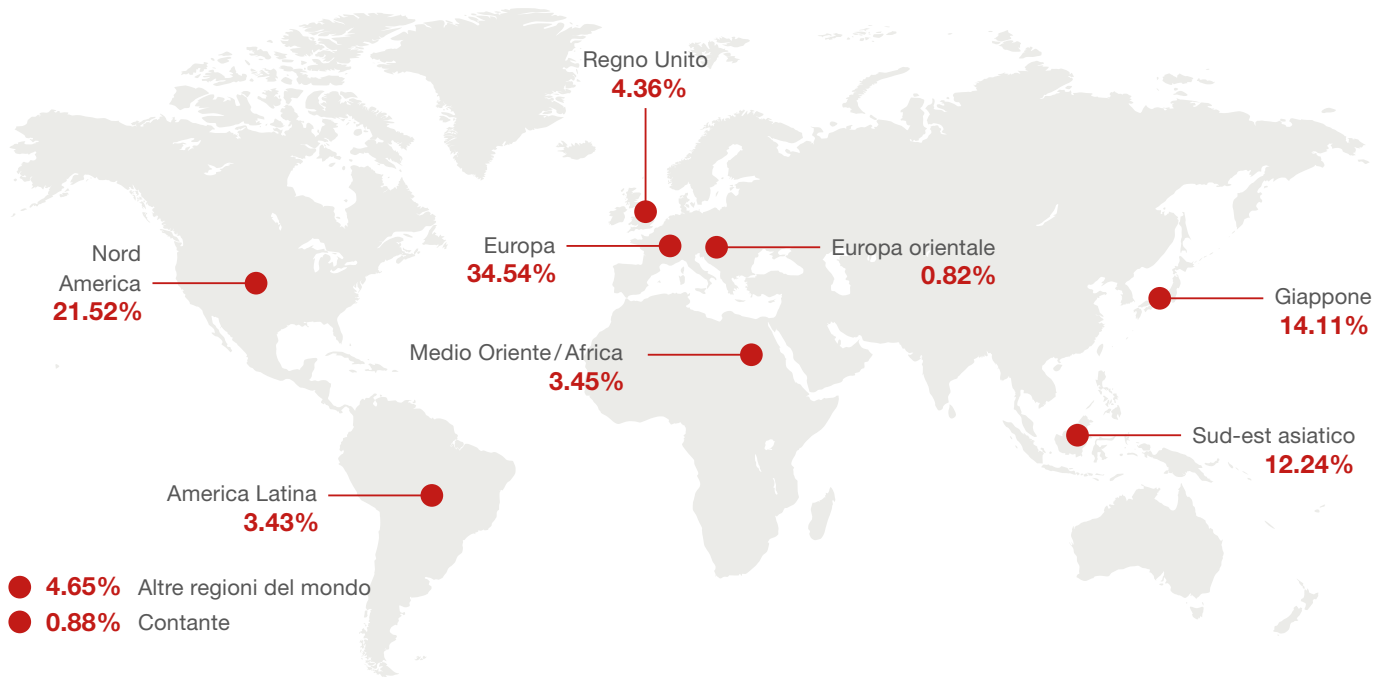 Regno Unito
4.36%
Nord
America
21.52%
Europa
34.54%
Europa orientale
0.82%
Giappone
14.11%
Medio Oriente/Africa
3.45%
Sud-est asiatico
12.24%
America Latina
3.43%
4.65% Altre regioni del mondo
0.88% Contante